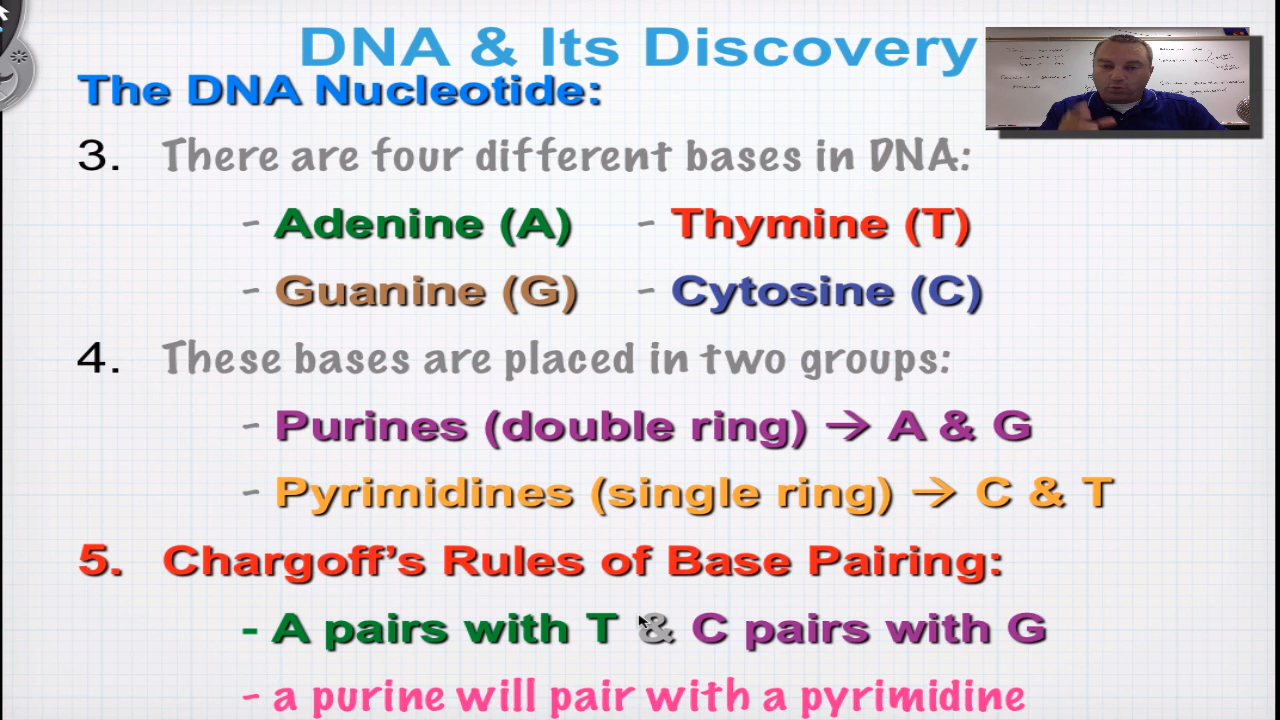 DNA & Its Discovery
The DNA Nucleotide:
3. There are four different bases in DNA:
- Adenine (A) - Thymine (T)
- Guanine (G) - Cytosine (C)
4. These bases are placed in two groups:
- Purines (double ring) → A & G
- Pyrimidines (single ring) → C & T
5. Chargoff's Rules of Base Pairing:
- A pairs with T & C pairs with G
- a purine will pair with a pyrimidine